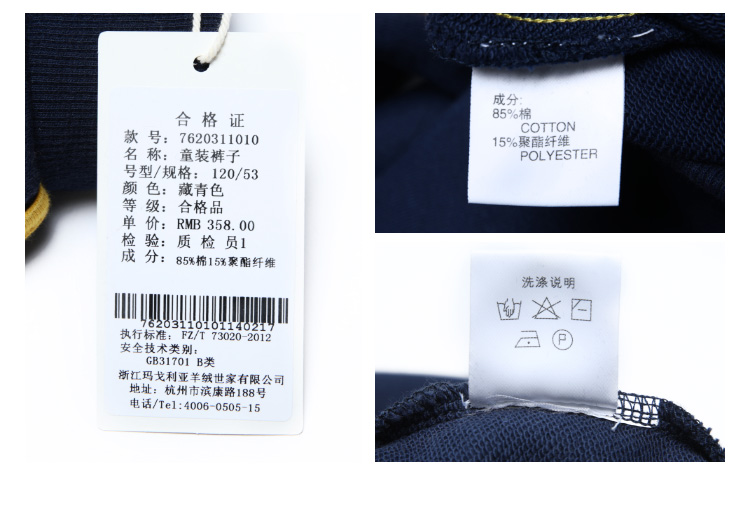 合格证
款 号: 7620311010
名 称: 童装裤子
号型/规格: 120/53
颜 色: 藏青色
等 级: 合格品
单 价: RMB 358.00
检 验: 质 检 员1
成 分: 85%棉15%聚酯纤维
76203110101140217
执行标准: FZ/T 73020-2012
安全技术类别:
GB31701 B类
浙江玛戈利亚羊绒世家有限公司
地址: 杭州市滨康路188号
电话/Tel:4006-0505-15
成分:
85%棉
COTTON
15%聚酯纤维
POLYESTER
洗涤说明
P